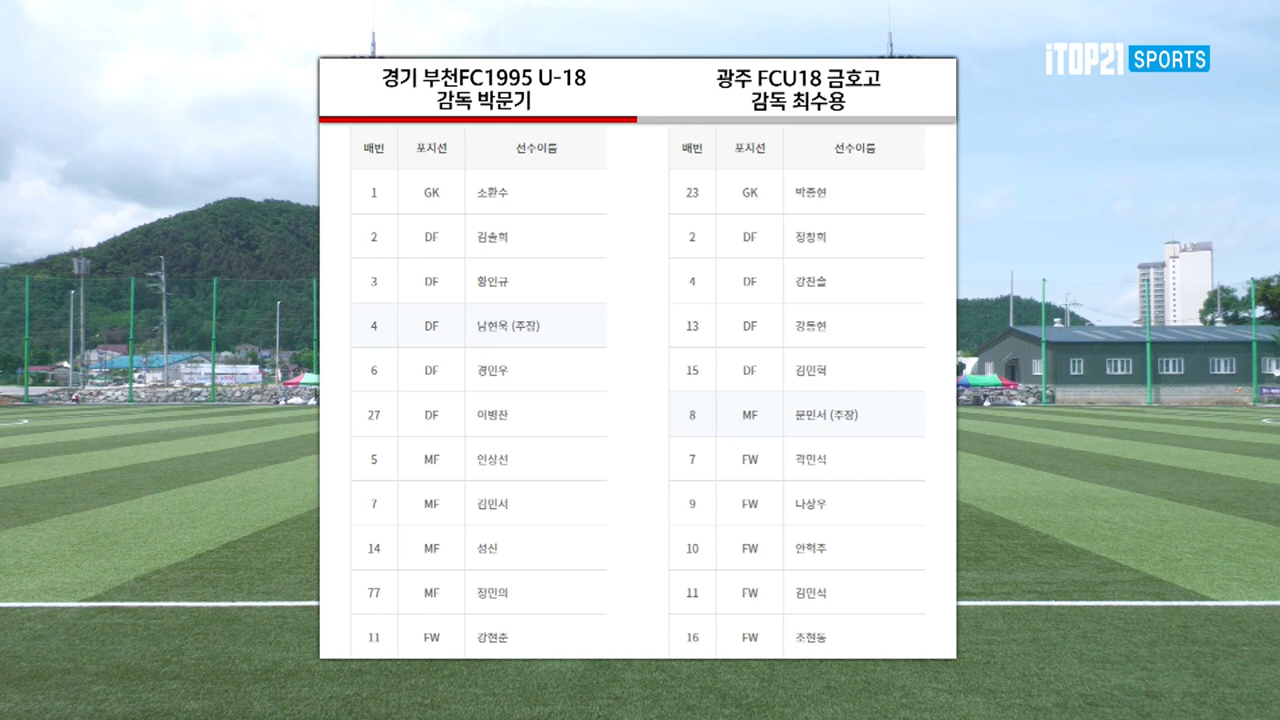 iTOP21 SPORTS
경기 부천FC1995 U-18
감독 박문기
광주 FCU18 금호고
감독 최수용
배번 포지션 선수이름
1 GK 소환수
2 DF 김솔희
3 DF 황인규
4 DF 남현욱 (주장)
6 DF 경민우
27 DF 이병찬
5 MF 인상선
7 MF 김민서
14 MF 성신
77 MF 정민의
11 FW 강현준
배번 포지션 선수이름
23 GK 박종현
2 DF 정창희
4 DF 강찬솔
13 DF 강동현
15 DF 김민혁
8 MF 문민서 (주장)
7 FW 곽민석
9 FW 나상우
10 FW 안혁주
11 FW 김민석
16 FW 조현동